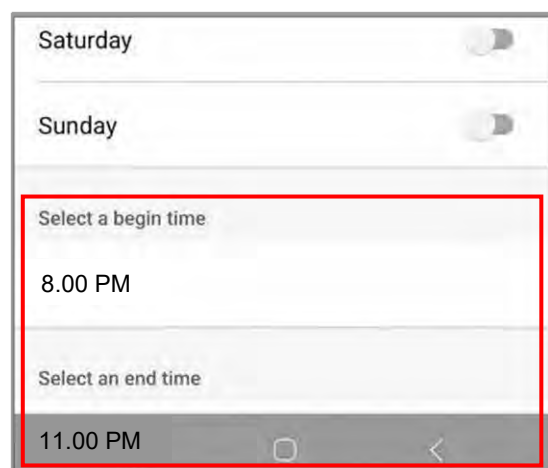 Saturday
Sunday
Select a begin time
8.00 PM
Select an end time
11.00 PM